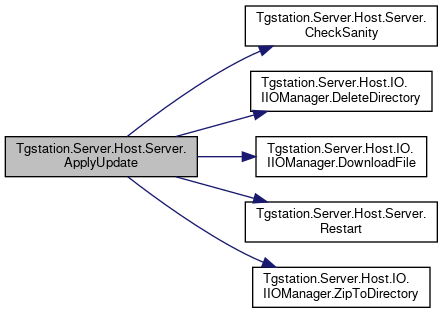 Tgstation.Server.Host.Server.
CheckSanity
Tgstation.Server.Host.IO.
IIOManager.DeleteDirectory
Tgstation.Server.Host.Server.
ApplyUpdate
Tgstation.Server.Host.IO.
IIOManager.DownloadFile
Tgstation.Server.Host.Server.
Restart
Tgstation.Server.Host.IO.
IIOManager.ZipToDirectory